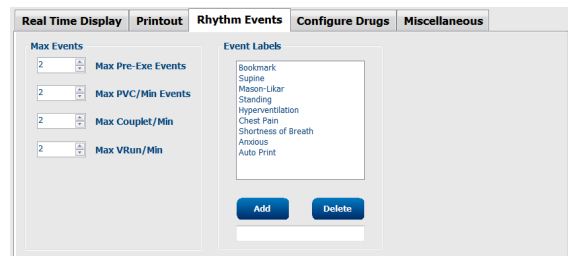 Real Time Display Printout Rhythm Events Configure Drugs Miscellaneous
Max Events
2 Max Pre-Exe Events
2 Max PVC/Min Events
2 Max Couplet/Min
2 Max VRun/Min
Event Labels
Bookmark
Supine
Mason-Likar
Standing
Hyperventilation
Chest Pain
Shortness of Breath
Anxious
Auto Print
Add Delete